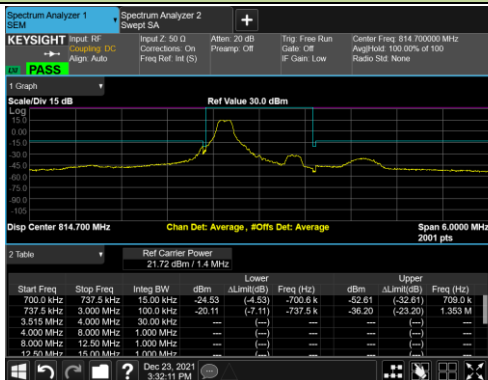 Spectrum Analyzer 1
SEM
Spectrum Analyzer 2
Swept SA
+
KEYSIGHT
Input: RF
Coupling: DC
Align: Auto
Input Z: 50 Ω
Corrections: On
Freq Ref: Int (S)
Atten: 20 dB
Preamp: Off
Trig: Free Run
Gate: Off
IF Gain: Low
Center Freq: 814.700000 MHz
Avg|Hold: 100.00% of 100
Radio Std: None
PASS
1 Graph
Scale/Div 15 dB
Ref Value 30.0 dBm
Log
15.0
0.00
-15.0
-30.0
-45.0
-60.0
-75.0
-90.0
-105
Disp Center 814.700 MHz
Chan Det: Average , #Offs Det: Average
Span 6.0000 MHz
2001 pts
2 Table
Ref Carrier Power
21.72 dBm / 1.4 MHz
Lower Upper
Start Freq Stop Freq Integ BW dBm ΔLimit(dB) Freq (Hz) dBm ΔLimit(dB) Freq (Hz)
700.0 kHz 737.5 kHz 15.00 kHz -24.53 (-4.53) -700.6 k -52.61 (-32.61) 709.0 k
737.5 kHz 3.000 MHz 100.0 kHz -20.11 (-7.11) -737.5 k -36.20 (-23.20) 1.353 M
3.515 MHz 4.000 MHz 30.00 kHz --- (---) --- --- (---) ---
4.000 MHz 8.000 MHz 1.000 MHz --- (---) --- --- (---) ---
8.000 MHz 12.50 MHz 1.000 MHz --- (---) --- --- (---) ---
12.50 MHz 15.00 MHz 1.000 MHz --- (---) --- --- (---) ---
?
Dec 23, 2021
3:32:11 PM